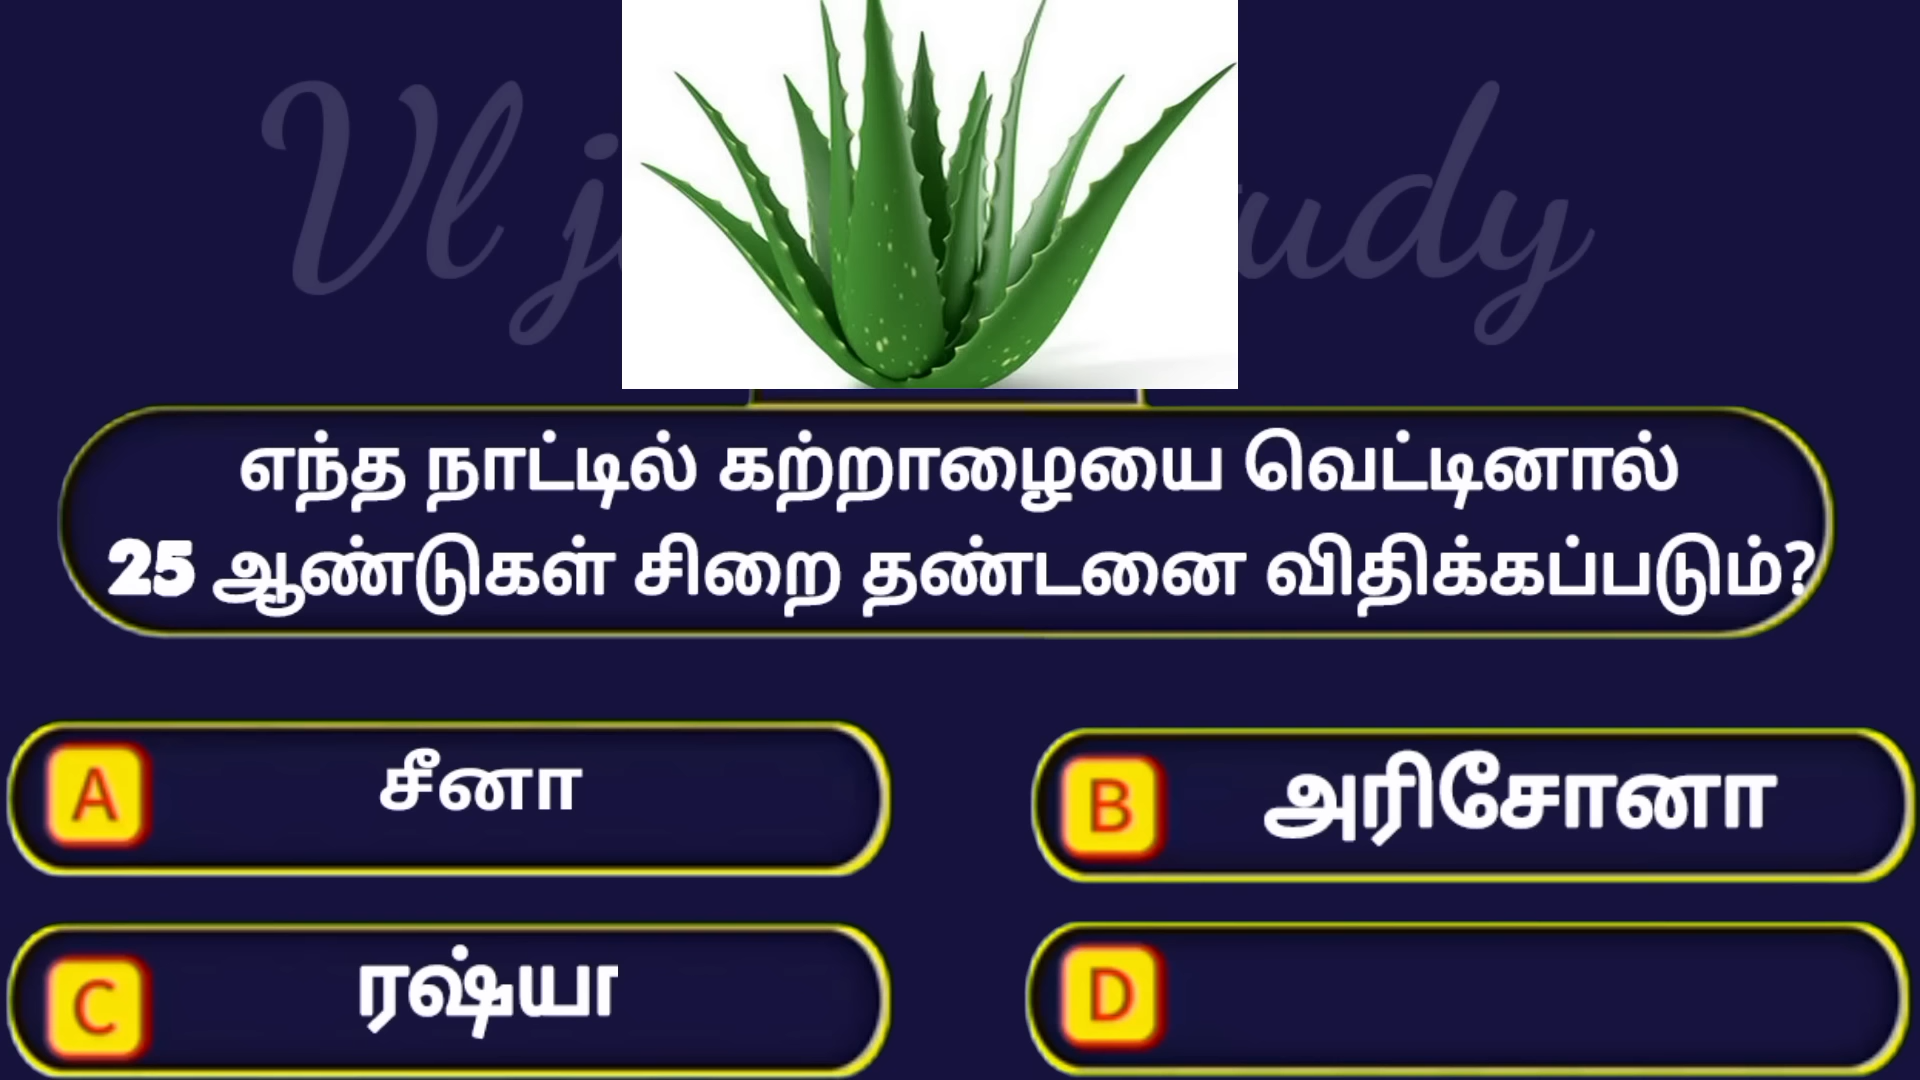 எந்த நாட்டில் கற்றாழையை வெட்டினால்
25 ஆண்டுகள் சிறை தண்டனை விதிக்கப்படும்?
A சீனா
B அரிசோனா
C ரஷ்யா
D